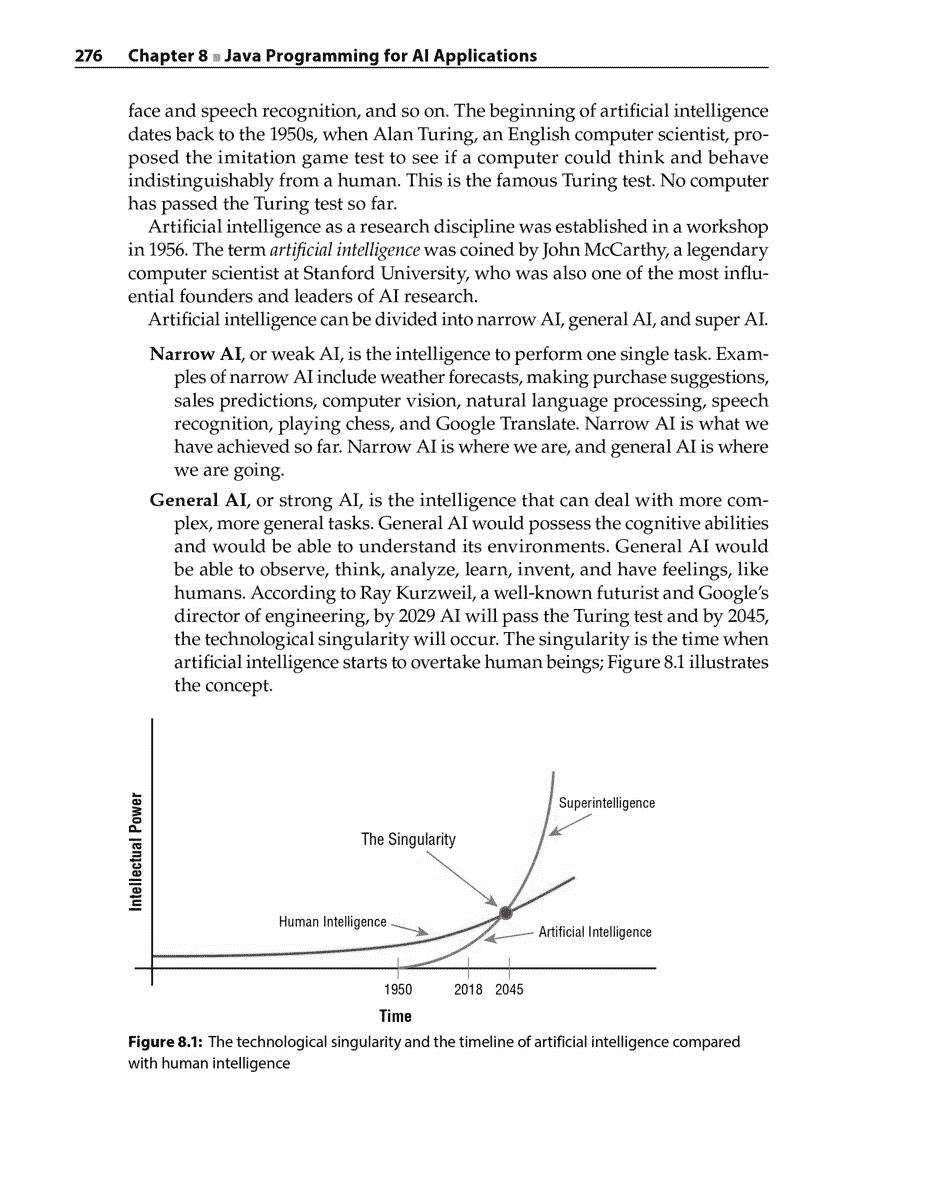 276 Chapter 8 ■ Java Programming for AI Applications
face and speech recognition, and so on. The beginning of artificial intelligence
dates back to the 1950s, when Alan Turing, an English computer scientist, pro-
posed the imitation game test to see if a computer could think and behave
indistinguishably from a human. This is the famous Turing test. No computer
has passed the Turing test so far.
Artificial intelligence as a research discipline was established in a workshop
in 1956. The term artificial intelligence was coined by John McCarthy, a legendary
computer scientist at Stanford University, who was also one of the most influ-
ential founders and leaders of AI research.
Artificial intelligence can be divided into narrow AI, general AI, and super AI.
Narrow AI, or weak AI, is the intelligence to perform one single task. Exam-
ples of narrow AI include weather forecasts, making purchase suggestions,
sales predictions, computer vision, natural language processing, speech
recognition, playing chess, and Google Translate. Narrow AI is what we
have achieved so far. Narrow AI is where we are, and general AI is where
we are going.
General AI, or strong AI, is the intelligence that can deal with more com-
plex, more general tasks. General AI would possess the cognitive abilities
and would be able to understand its environments. General AI would
be able to observe, think, analyze, learn, invent, and have feelings, like
humans. According to Ray Kurzweil, a well-known futurist and Google's
director of engineering, by 2029 AI will pass the Turing test and by 2045,
the technological singularity will occur. The singularity is the time when
artificial intelligence starts to overtake human beings; Figure 8.1 illustrates
the concept.
Intellectual Power
Superintelligence
The Singularity
Human Intelligence
Artificial Intelligence
1950 2018 2045
Time
Figure 8.1: The technological singularity and the timeline of artificial intelligence compared
with human intelligence